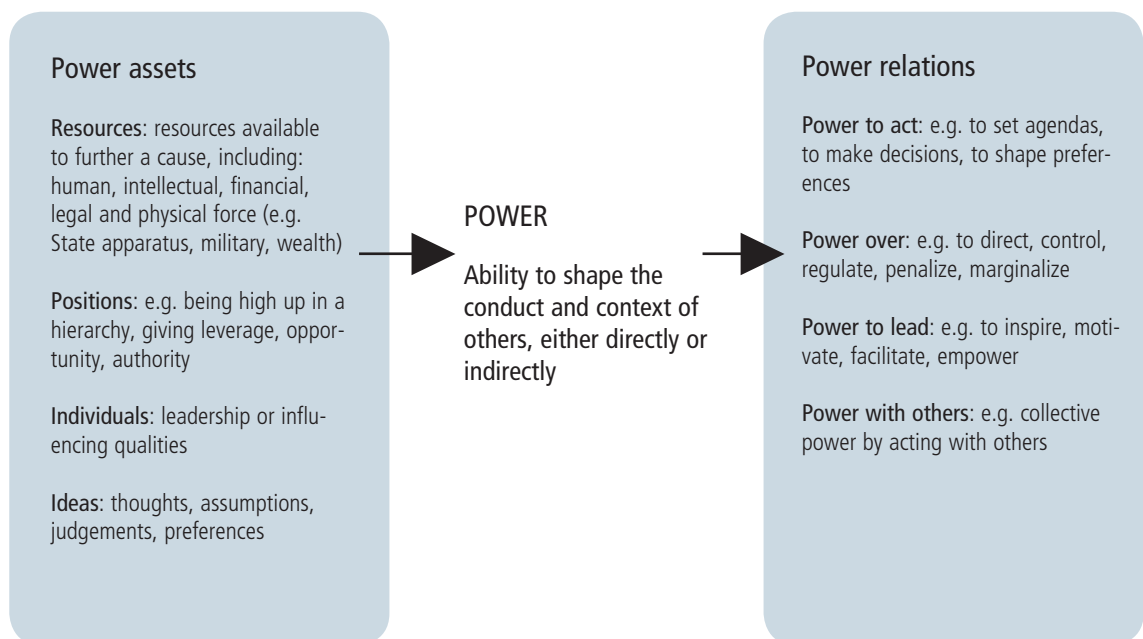 Power assets
Resources: resources available
to further a cause, including:
human, intellectual, financial,
legal and physical force (e.g.
State apparatus, military, wealth)
Positions: e.g. being high up in a
hierarchy, giving leverage, oppor-
tunity, authority
Individuals: leadership or influ-
encing qualities
Ideas: thoughts, assumptions,
judgements, preferences
POWER
Ability to shape the
conduct and context of
others, either directly or
indirectly
Power relations
Power to act: e.g. to set agendas,
to make decisions, to shape prefer-
ences
Power over: e.g. to direct, control,
regulate, penalize, marginalize
Power to lead: e.g. to inspire, moti-
vate, facilitate, empower
Power with others: e.g. collective
power by acting with others